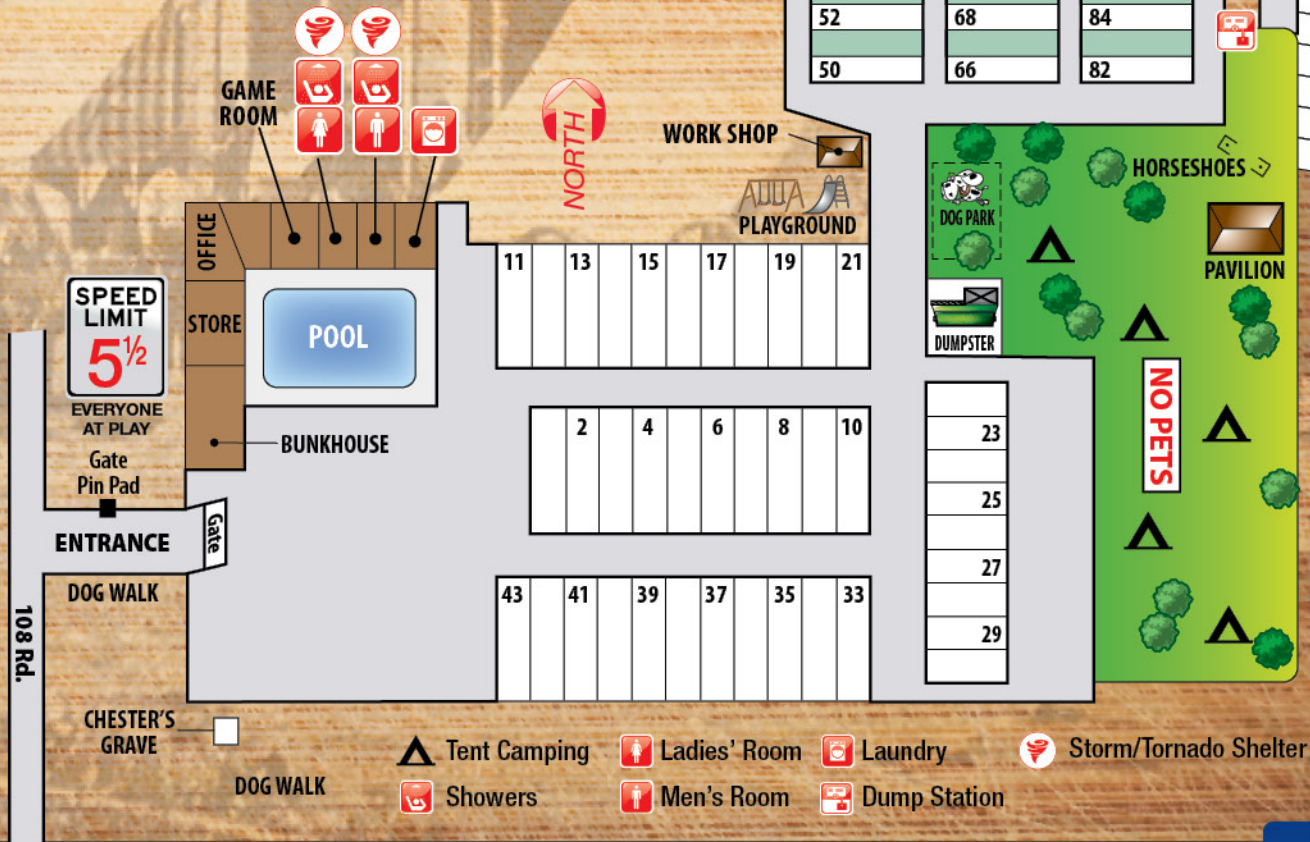 52
68
84
50
66
82
GAME
ROOM
NORTH
WORK SHOP
HORSESHOES
DOG PARK
PLAYGROUND
PAVILION
OFFICE
STORE
POOL
DUMPSTER
SPEED
LIMIT
5½
EVERYONE
AT PLAY
BUNKHOUSE
Gate
Pin Pad
ENTRANCE
Gate
DOG WALK
108 Rd.
11 13 15 17 19 21
2 4 6 8 10
23
25
27
29
NO PETS
43 41 39 37 35 33
CHESTER'S
GRAVE
DOG WALK
Tent Camping
Ladies' Room
Laundry
Storm/Tornado Shelter
Showers
Men's Room
Dump Station